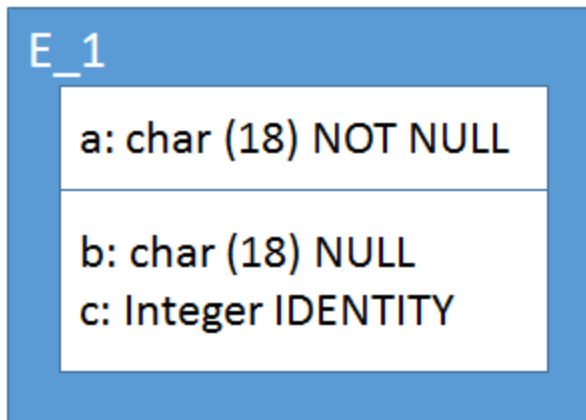 E_1
a: char (18) NOT NULL
b: char (18) NULL
c: Integer IDENTITY